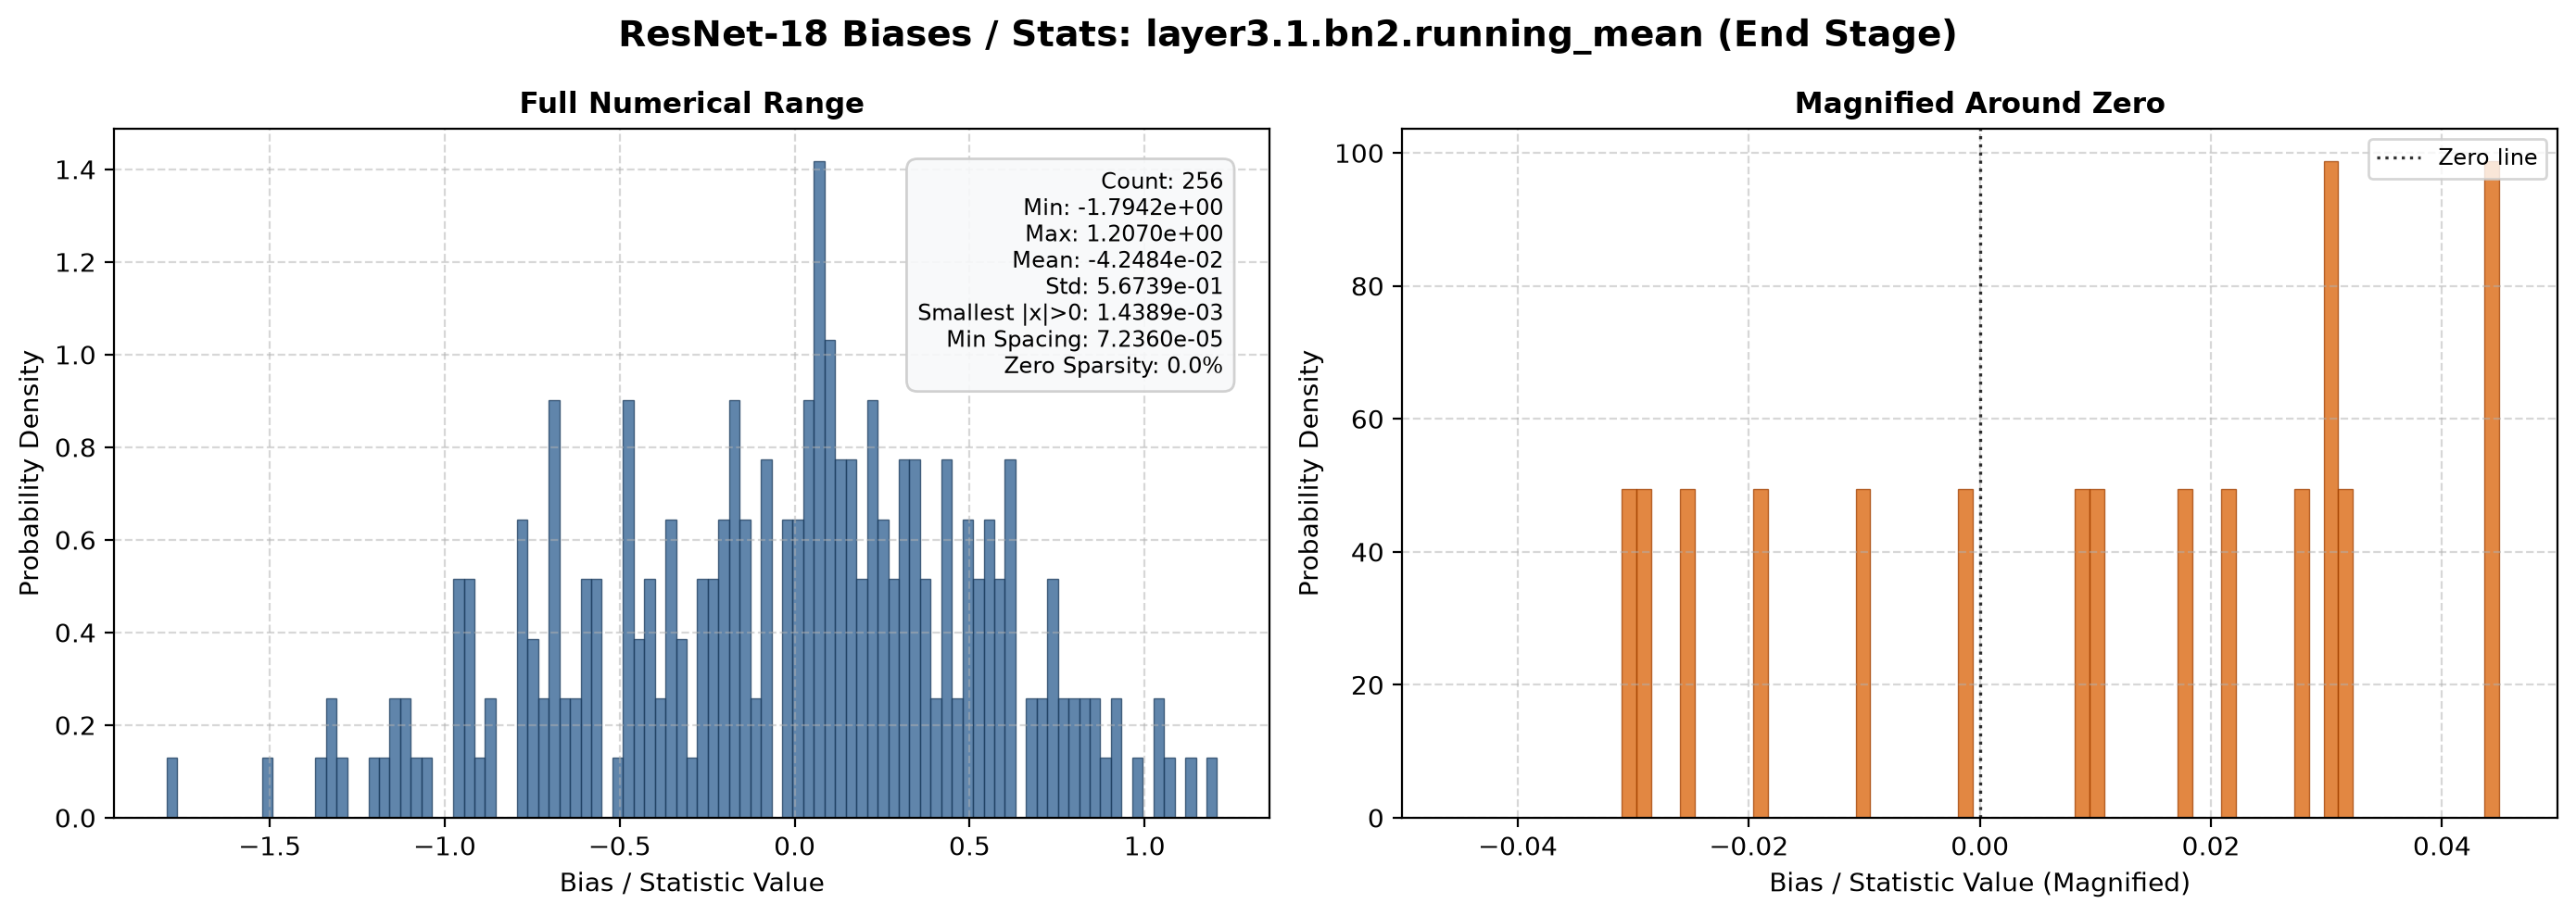 ResNet-18 Biases / Stats: layer3.1.bn2.running_mean (End Stage)
Full Numerical Range
Probability Density
1.4
1.2
1.0
0.8
0.6
0.4
0.2
0.0
Count: 256
Min: -1.7942e+00
Max: 1.2070e+00
Mean: -4.2484e-02
Std: 5.6739e-01
Smallest |x|>0: 1.4389e-03
Min Spacing: 7.2360e-05
Zero Sparsity: 0.0%
−1.5 −1.0 −0.5 0.0 0.5 1.0
Bias / Statistic Value
Magnified Around Zero
Probability Density
100
80
60
40
20
0
Zero line
−0.04 −0.02 0.00 0.02 0.04
Bias / Statistic Value (Magnified)